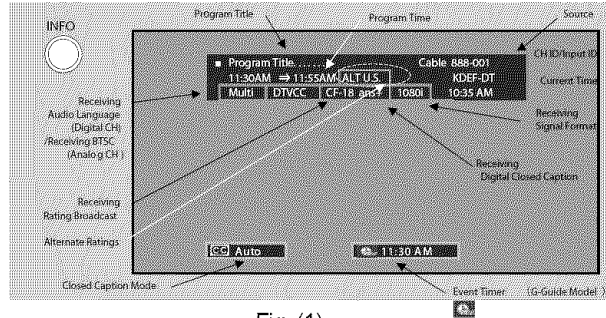 INFO
Program Title
Program Time
Source
Program Title......
Cable 888-001
CH ID/Input ID
11:30AM ⇒ 11:55AM ALT U.S.
KDEF-DT
Current Time
Multi DTVCC CF-18 ans 1080i 10:35 AM
Receiving
Audio Language
(Digital CH)
/Receiving BTSC
(Analog CH)
Receiving
Signal Format
Receiving
Digital Closed Caption
Receiving
Rating Broadcast
Alternate Ratings
CC Auto
11:30 AM
Closed Caption Mode
Event Timer (G-Guide Model)